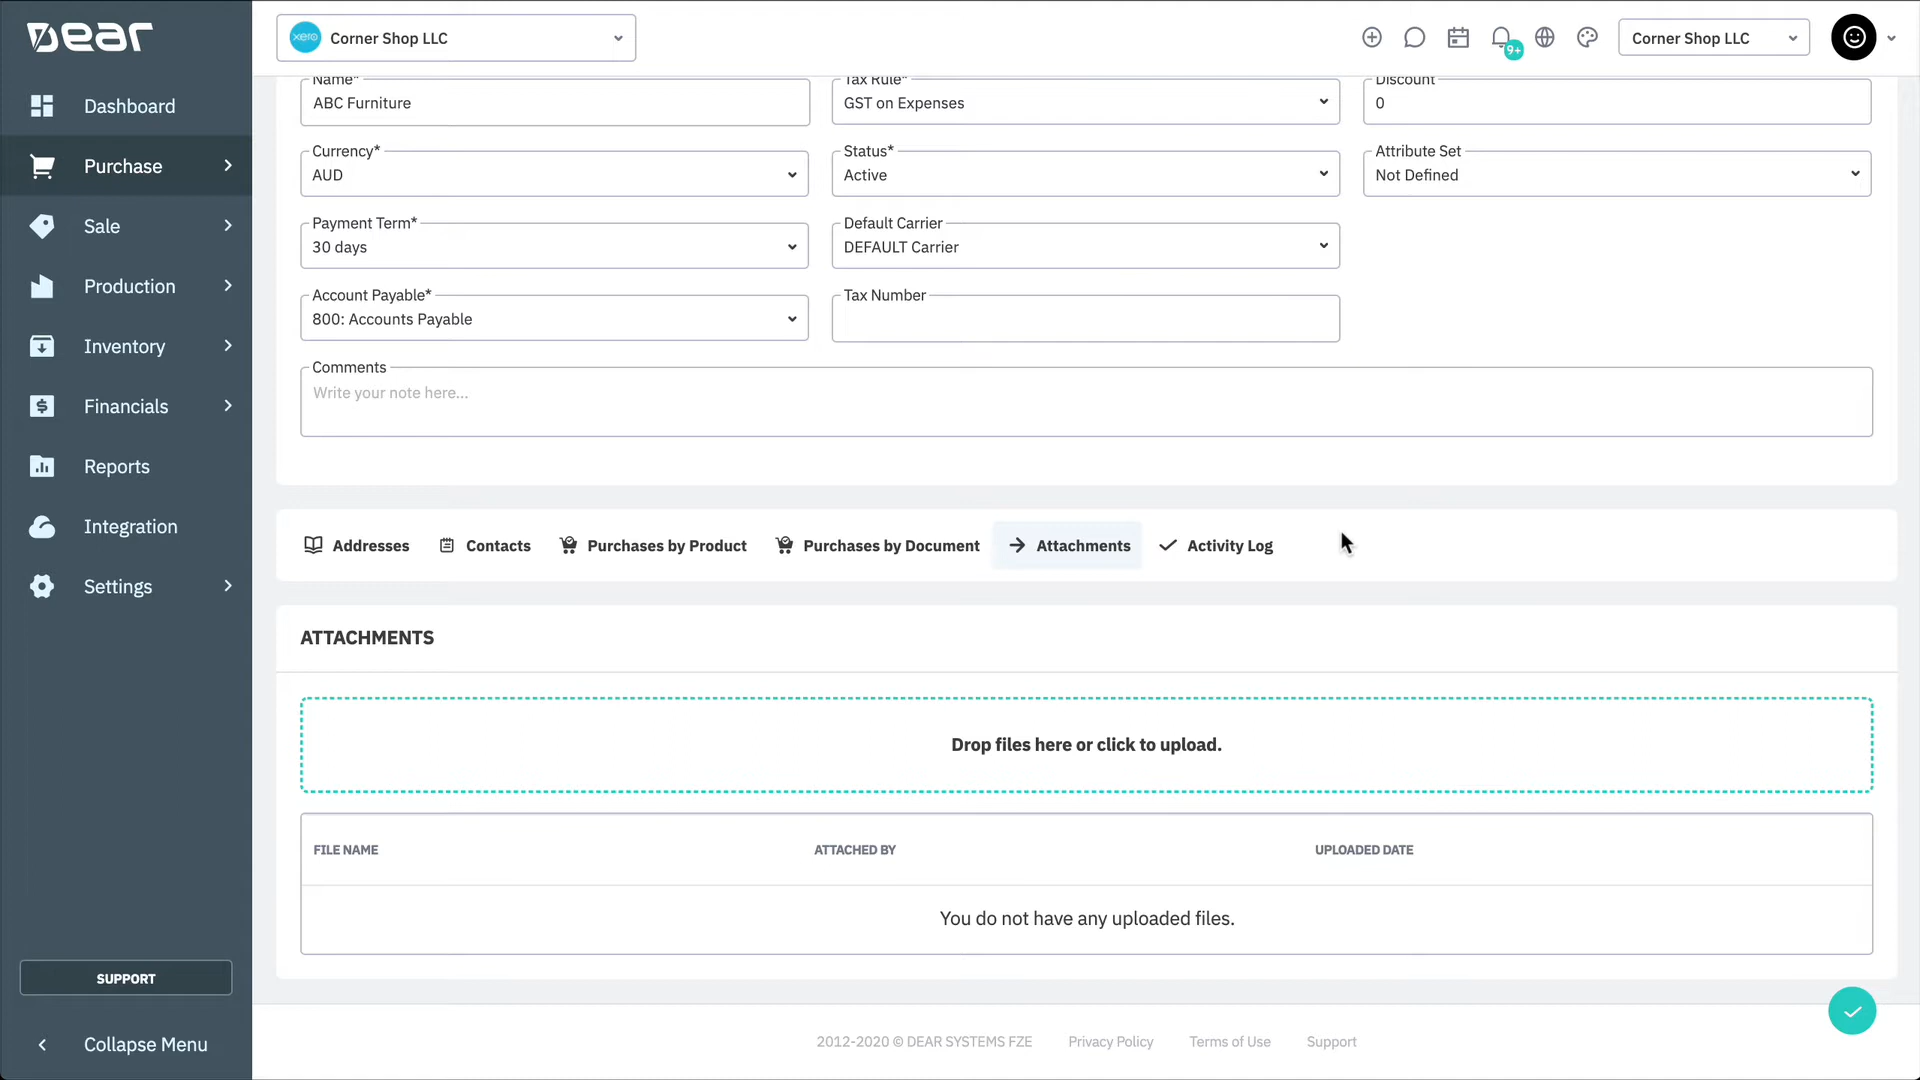 DEAR
xero
Corner Shop LLC
9+
Corner Shop LLC
Dashboard
Purchase
Sale
Production
Inventory
Financials
Reports
Integration
Settings
SUPPORT
Collapse Menu
Name*
ABC Furniture
Tax Rule*
GST on Expenses
Discount
0
Currency*
AUD
Status*
Active
Attribute Set
Not Defined
Payment Term*
30 days
Default Carrier
DEFAULT Carrier
Account Payable*
800: Accounts Payable
Tax Number
Comments
Write your note here...
Addresses
Contacts
Purchases by Product
Purchases by Document
Attachments
Activity Log
ATTACHMENTS
Drop files here or click to upload.
FILE NAME
ATTACHED BY
UPLOADED DATE
You do not have any uploaded files.
2012-2020 © DEAR SYSTEMS FZE
Privacy Policy
Terms of Use
Support